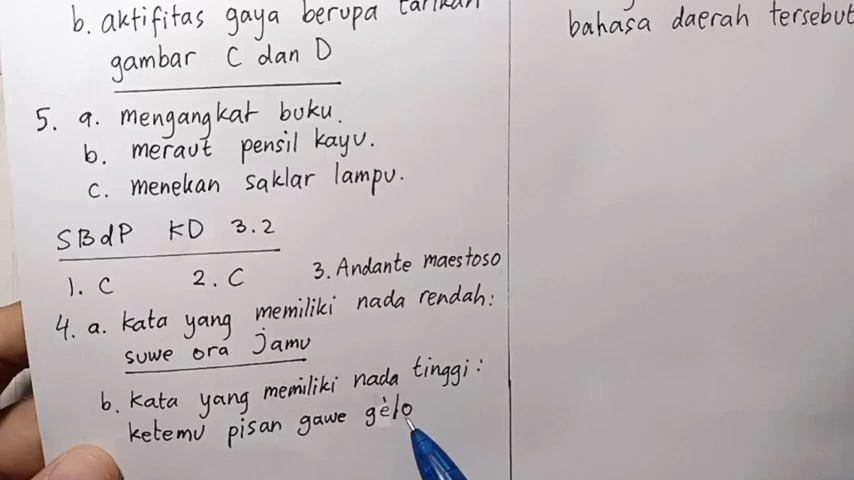 b. aktifitas gaya berupa tarikan
gambar C dan D
5. a. mengangkat buku.
b. meraut pensil kayu.
c. menekan saklar lampu.
SBdP KD 3.2
1. C 2. C 3. Andante maestoso
4. a. kata yang memiliki nada rendah:
suwe ora jamu
b. kata yang memiliki nada tinggi:
ketemu pisan gawe gèlo
bahasa daerah tersebut